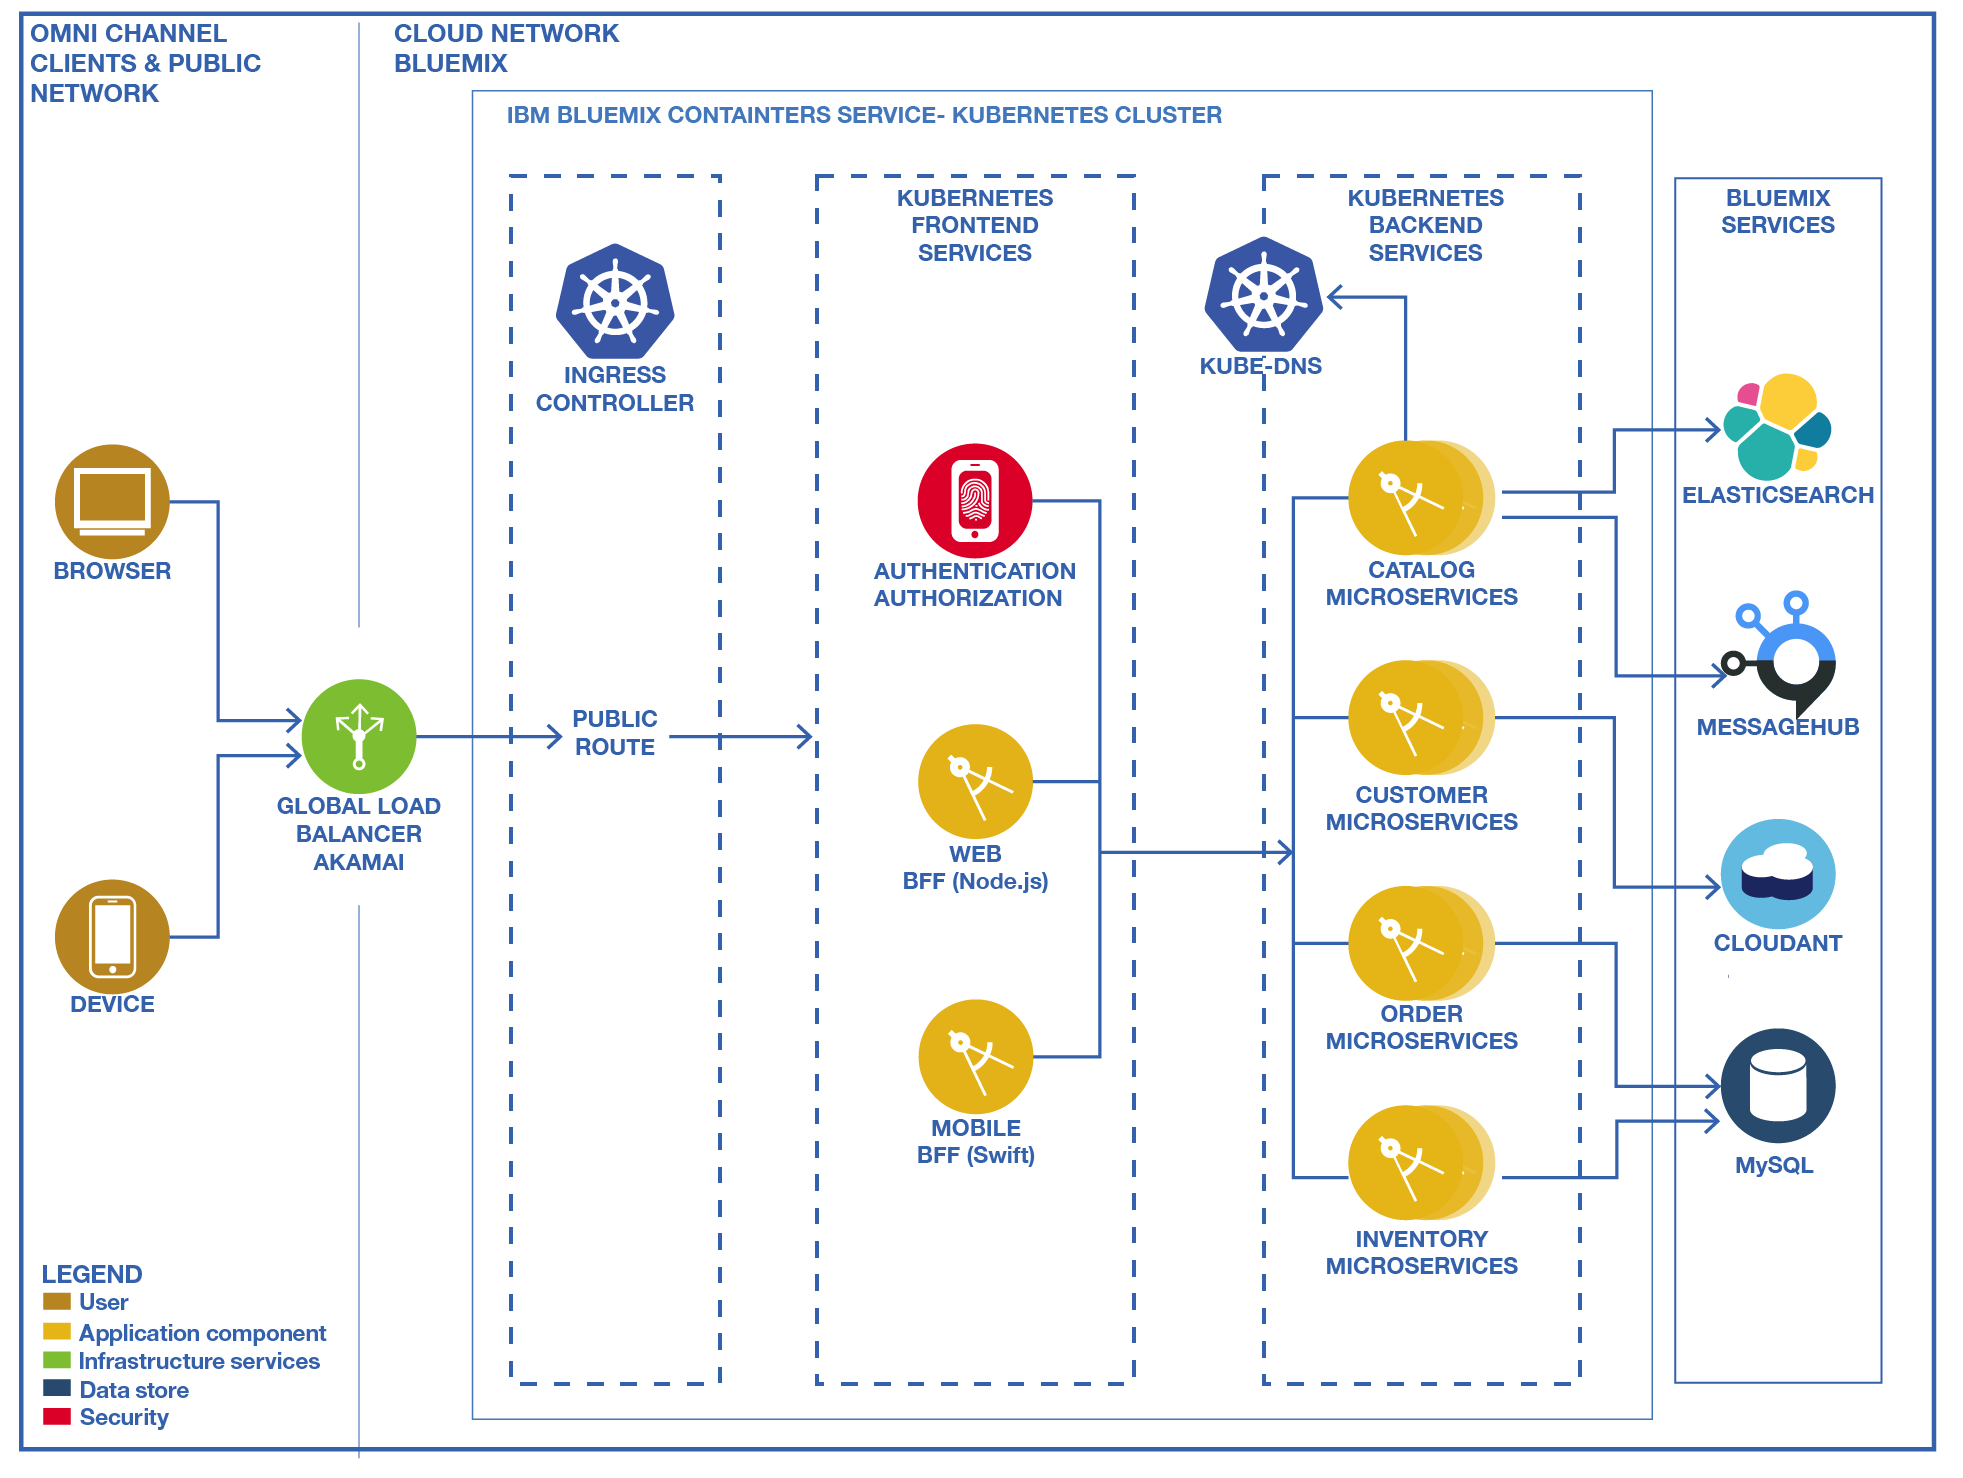 OMNI CHANNEL
CLIENTS & PUBLIC
NETWORK
CLOUD NETWORK
BLUEMIX
IBM BLUEMIX CONTAINTERS SERVICE- KUBERNETES CLUSTER
INGRESS
CONTROLLER
KUBERNETES
FRONTEND
SERVICES
KUBERNETES
BACKEND
SERVICES
BLUEMIX
SERVICES
KUBE-DNS
BROWSER
DEVICE
GLOBAL LOAD
BALANCER
AKAMAI
PUBLIC
ROUTE
AUTHENTICATION
AUTHORIZATION
WEB
BFF (Node.js)
MOBILE
BFF (Swift)
CATALOG
MICROSERVICES
CUSTOMER
MICROSERVICES
ORDER
MICROSERVICES
INVENTORY
MICROSERVICES
ELASTICSEARCH
MESSAGEHUB
CLOUDANT
MySQL
LEGEND
User
Application component
Infrastructure services
Data store
Security